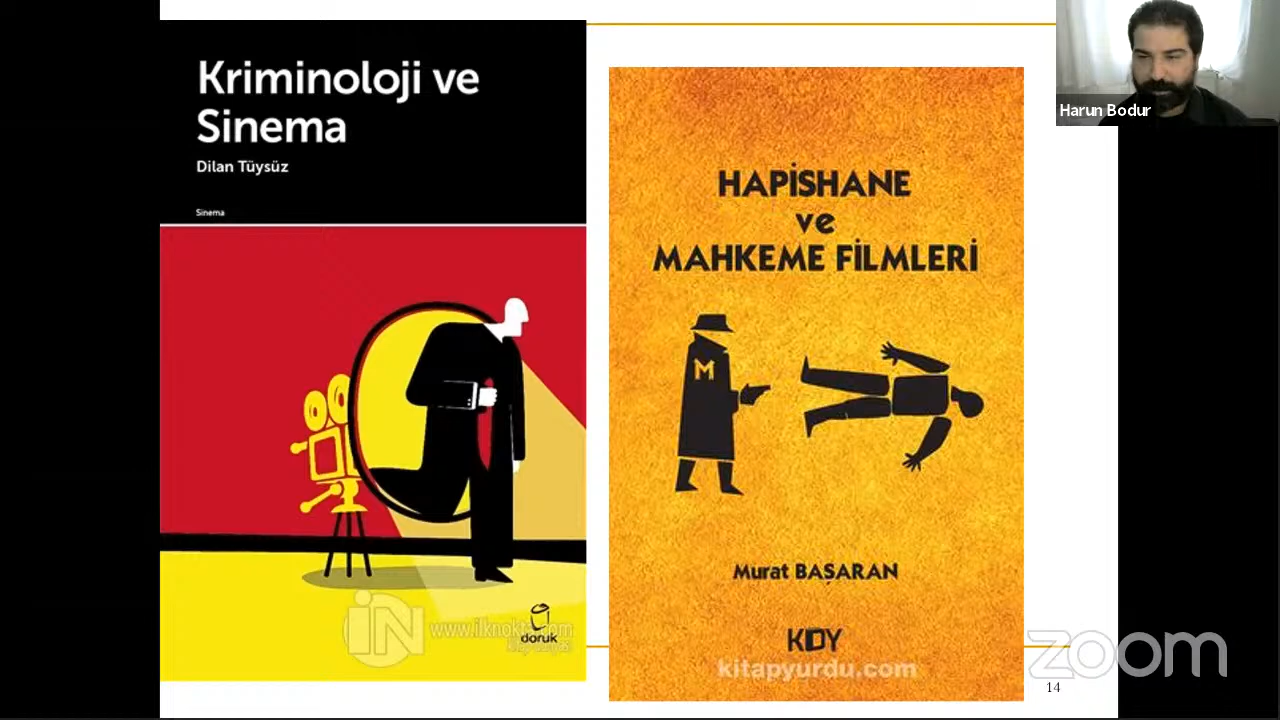 Kriminoloji ve
Sinema
Dilan Tüysüz
Sinema
doruk
iN www.ilknokta.com
HAPİSHANE
ve
MAHKEME FİLMLERİ
M
Murat BAŞARAN
KDY
kitapyurdu.com
Harun Bodur
zoom
14